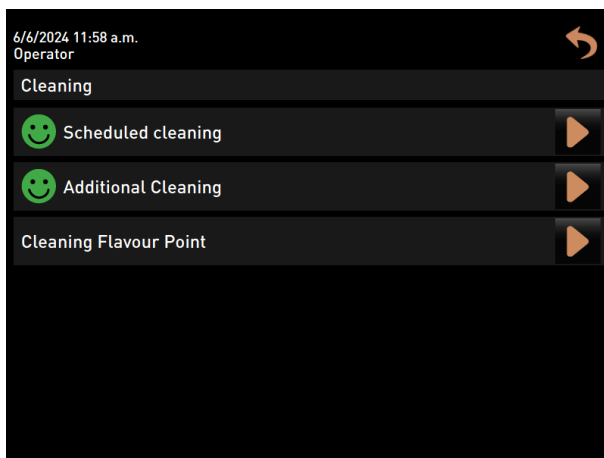 6/6/2024 11:58 a.m.
Operator
Cleaning
Scheduled cleaning
Additional Cleaning
Cleaning Flavour Point